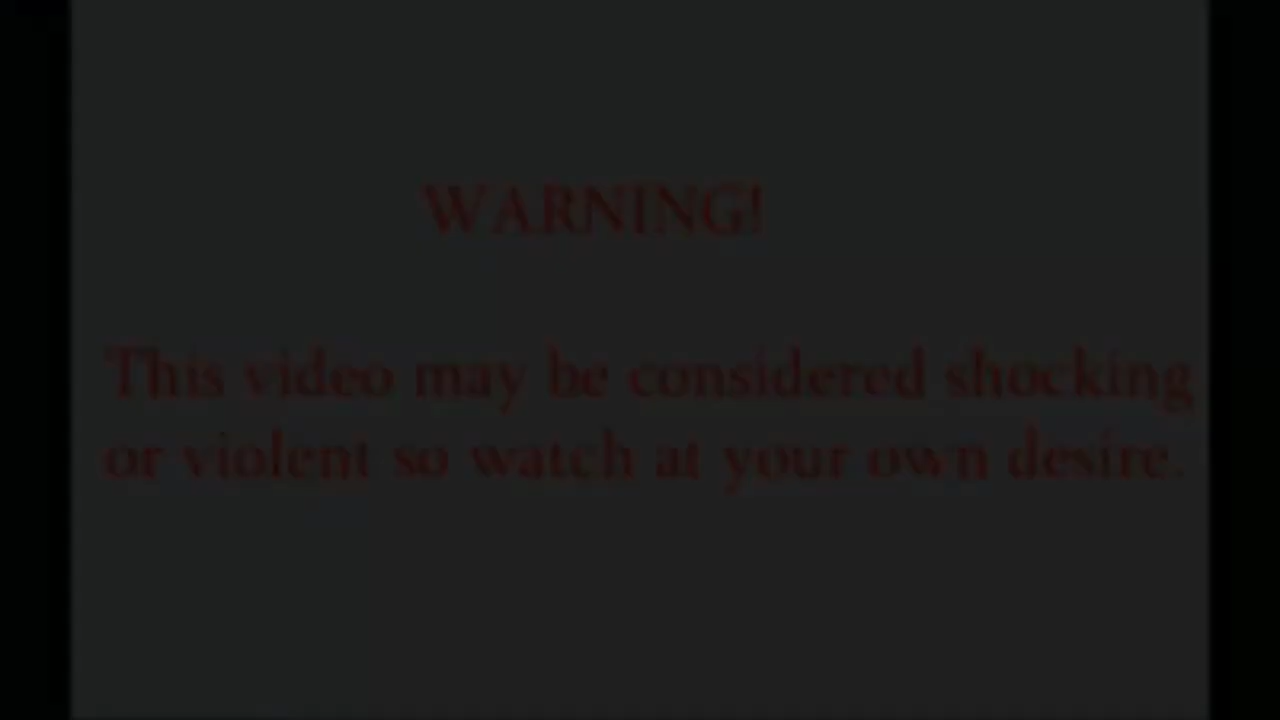 WARNING!
This video may be considered shocking
or violent so watch at your own desire.